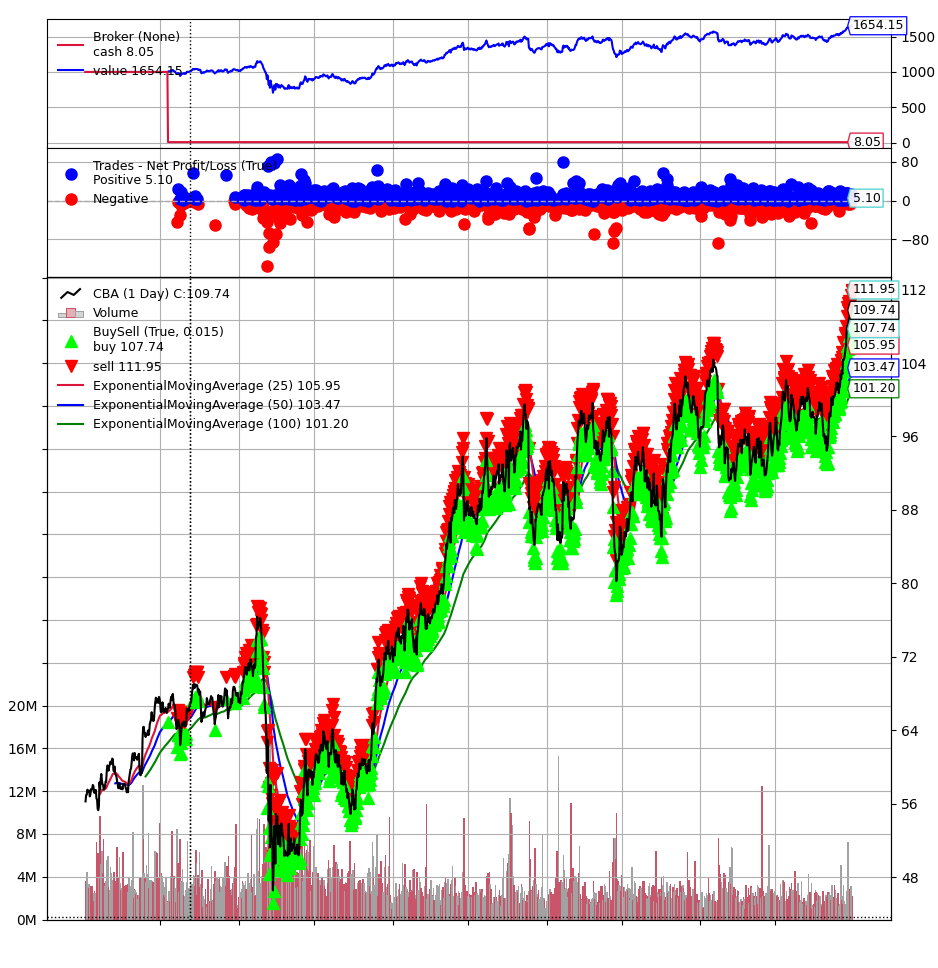 Broker (None)
cash 8.05
value 1654.15
1654.15
1500
1000
500
0
8.05
Trades - Net Profit/Loss (True)
Positive 5.10
Negative
80
0
−80
5.10
CBA (1 Day) C:109.74
Volume
BuySell (True, 0.015)
buy 107.74
sell 111.95
ExponentialMovingAverage (25) 105.95
ExponentialMovingAverage (50) 103.47
ExponentialMovingAverage (100) 101.20
111.95
109.74
107.74
105.95
103.47
101.20
112
104
96
88
80
72
64
56
48
20M
16M
12M
8M
4M
0M